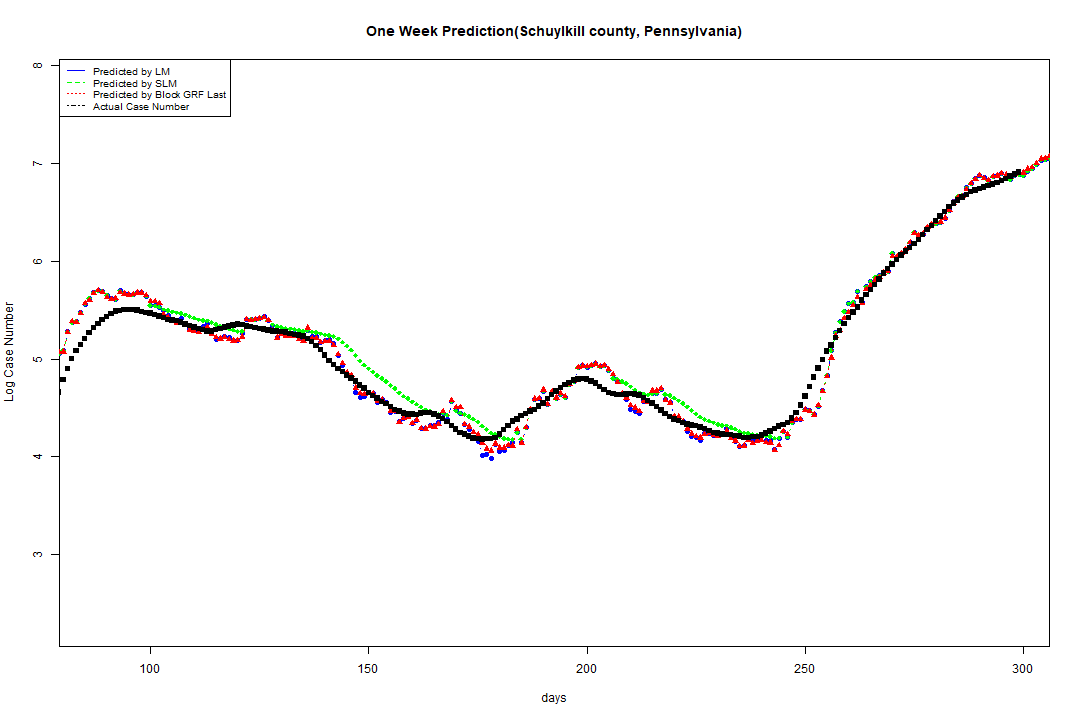 One Week Prediction(Schuylkill county, Pennsylvania)
Predicted by LM
Predicted by SLM
Predicted by Block GRF Last
Actual Case Number
8
7
6
5
4
3
Log Case Number
100 150 200 250 300
days